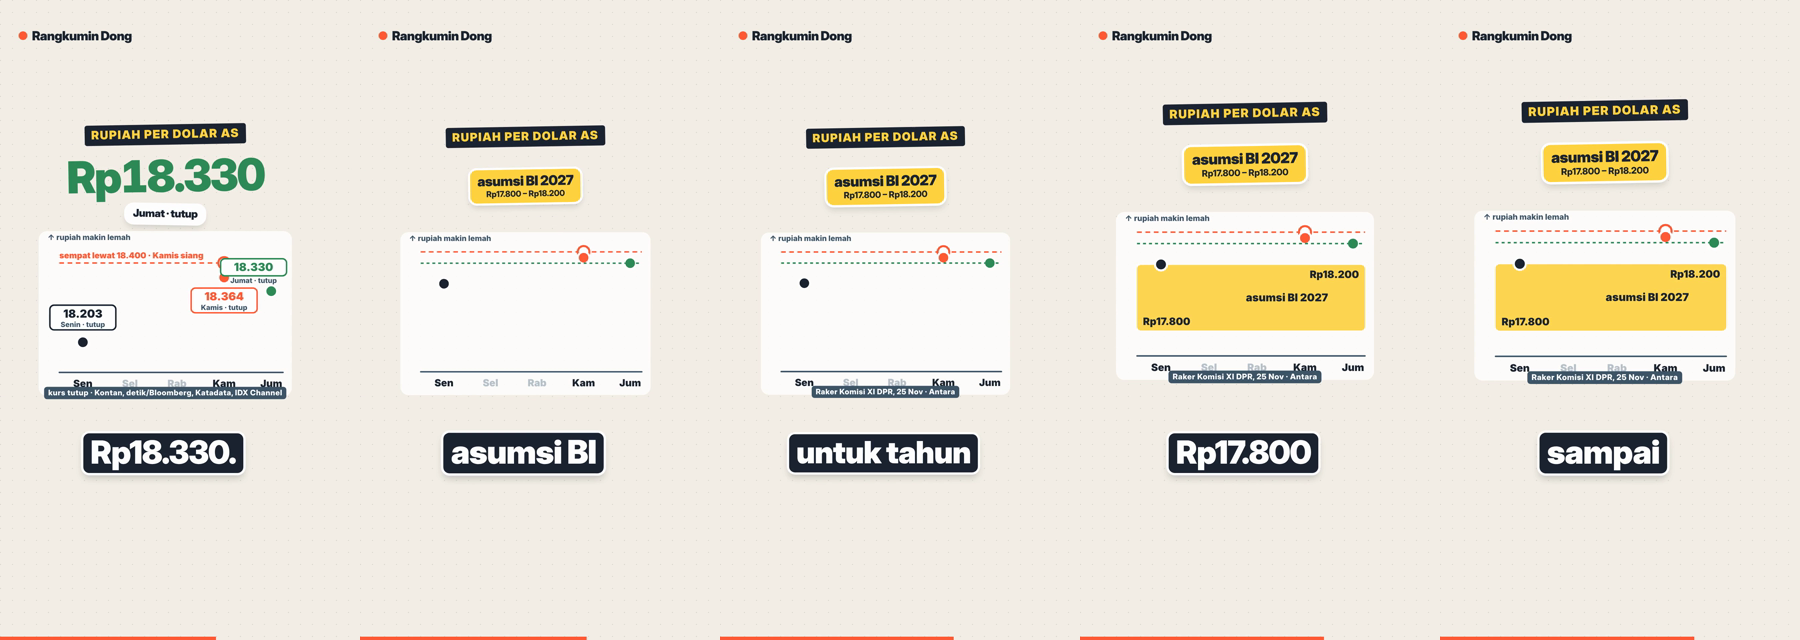 Rangkumin Dong
RUPIAH PER DOLAR AS
Rp18.330
Jumat · tutup
↑ rupiah makin lemah
sempat lewat 18.400 · Kamis siang
18.330
Jumat · tutup
18.364
Kamis · tutup
18.203
Senin · tutup
Sen Sel Rab Kam Jum
kurs tutup · Kontan, detik/Bloomberg, Katadata, IDX Channel
Rp18.330.
Rangkumin Dong
RUPIAH PER DOLAR AS
asumsi BI 2027
Rp17.800 – Rp18.200
↑ rupiah makin lemah
Sen Sel Rab Kam Jum
asumsi BI
Rangkumin Dong
RUPIAH PER DOLAR AS
asumsi BI 2027
Rp17.800 – Rp18.200
↑ rupiah makin lemah
Sen Sel Rab Kam Jum
Raker Komisi XI DPR, 25 Nov · Antara
untuk tahun
Rangkumin Dong
RUPIAH PER DOLAR AS
asumsi BI 2027
Rp17.800 – Rp18.200
↑ rupiah makin lemah
Rp18.200
asumsi BI 2027
Rp17.800
Sen Sel Rab Kam Jum
Raker Komisi XI DPR, 25 Nov · Antara
Rp17.800
Rangkumin Dong
RUPIAH PER DOLAR AS
asumsi BI 2027
Rp17.800 – Rp18.200
↑ rupiah makin lemah
Rp18.200
asumsi BI 2027
Rp17.800
Sen Sel Rab Kam Jum
Raker Komisi XI DPR, 25 Nov · Antara
sampai